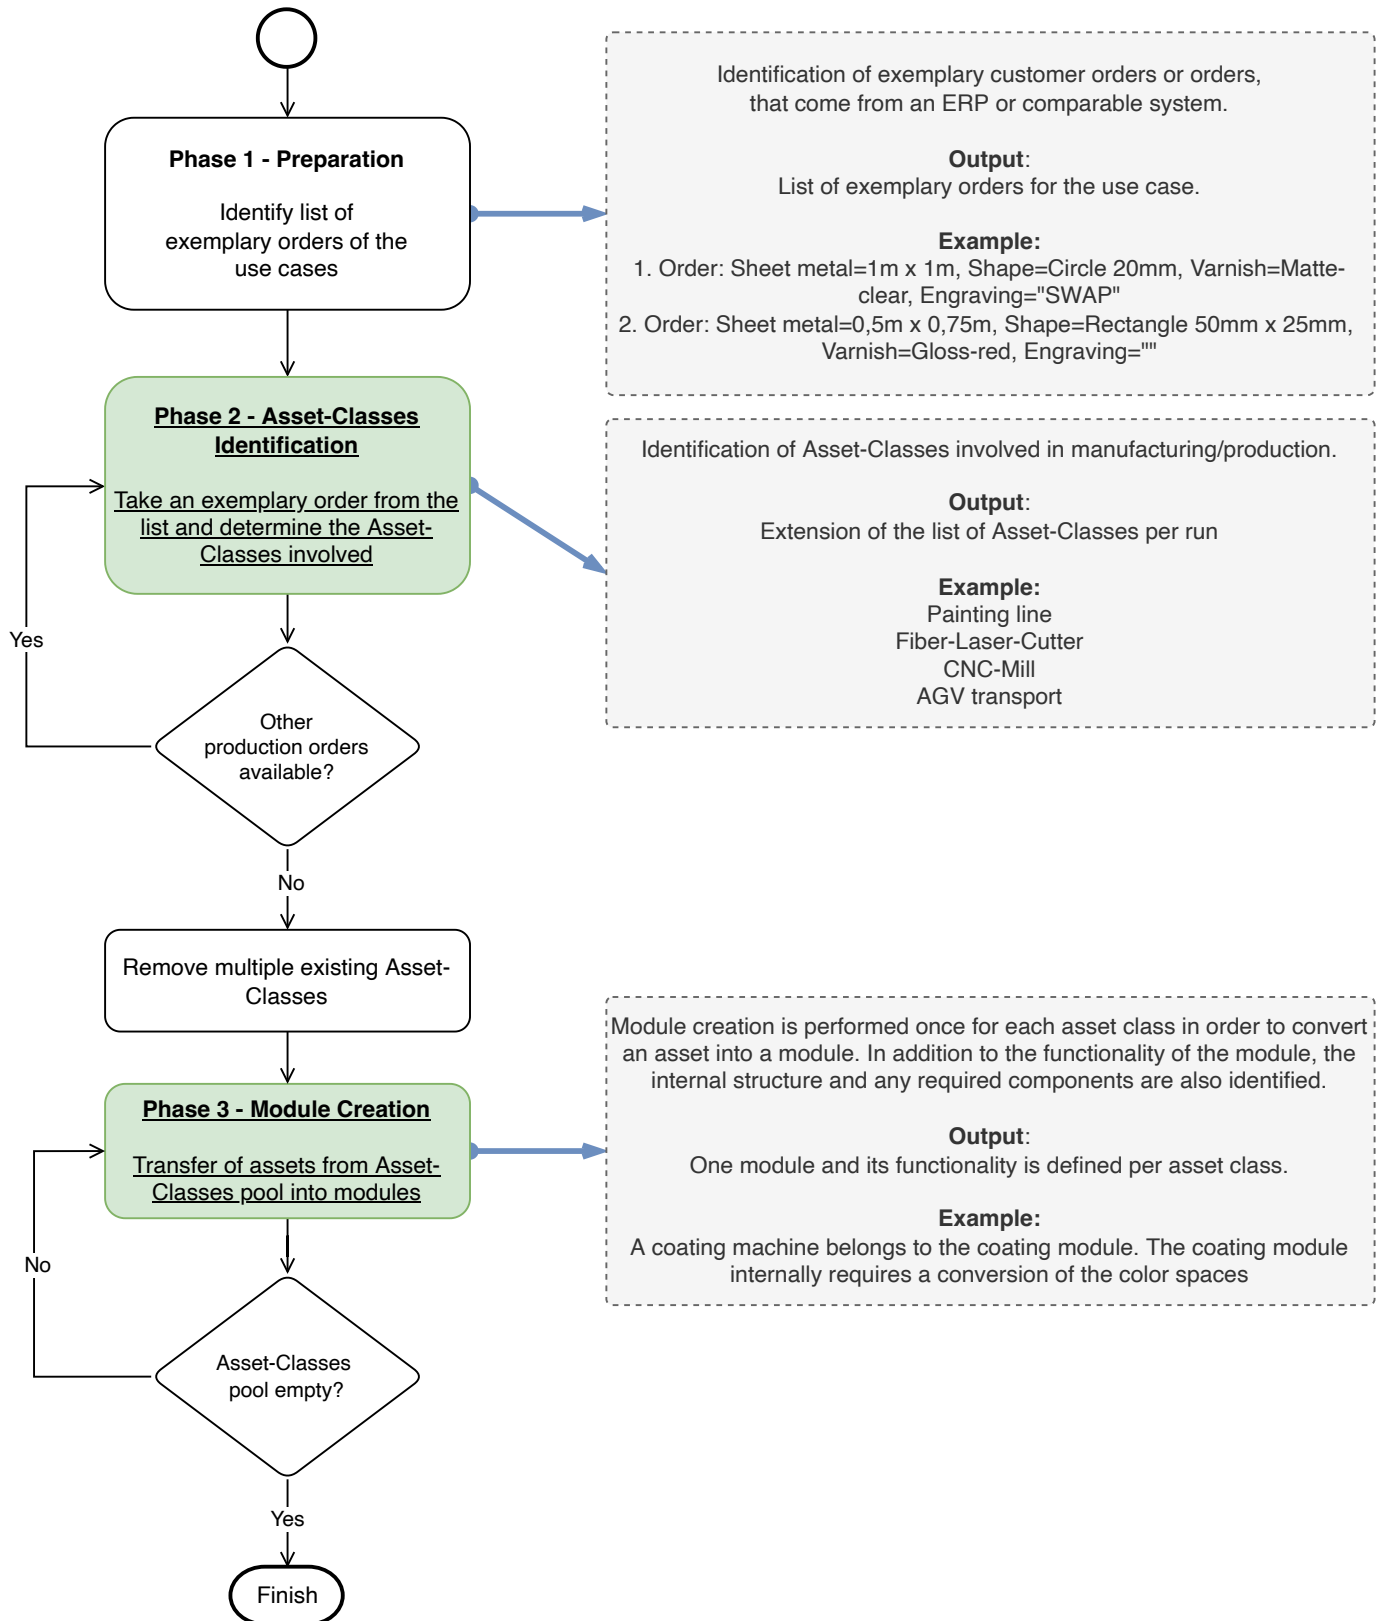 Phase 1 - Preparation
Identify list of
exemplary orders of the
use cases
Identification of exemplary customer orders or orders,
that come from an ERP or comparable system.
Output:
List of exemplary orders for the use case.
Example:
1. Order: Sheet metal=1m x 1m, Shape=Circle 20mm, Varnish=Matte-
clear, Engraving="SWAP"
2. Order: Sheet metal=0,5m x 0,75m, Shape=Rectangle 50mm x 25mm,
Varnish=Gloss-red, Engraving=""
Phase 2 - Asset-Classes
Identification
Take an exemplary order from the
list and determine the Asset-
Classes involved
Identification of Asset-Classes involved in manufacturing/production.
Output:
Extension of the list of Asset-Classes per run
Example:
Painting line
Fiber-Laser-Cutter
CNC-Mill
AGV transport
Yes
Other
production orders
available?
No
Remove multiple existing Asset-
Classes
Phase 3 - Module Creation
Transfer of assets from Asset-
Classes pool into modules
Module creation is performed once for each asset class in order to convert
an asset into a module. In addition to the functionality of the module, the
internal structure and any required components are also identified.
Output:
One module and its functionality is defined per asset class.
Example:
A coating machine belongs to the coating module. The coating module
internally requires a conversion of the color spaces
No
Asset-Classes
pool empty?
Yes
Finish